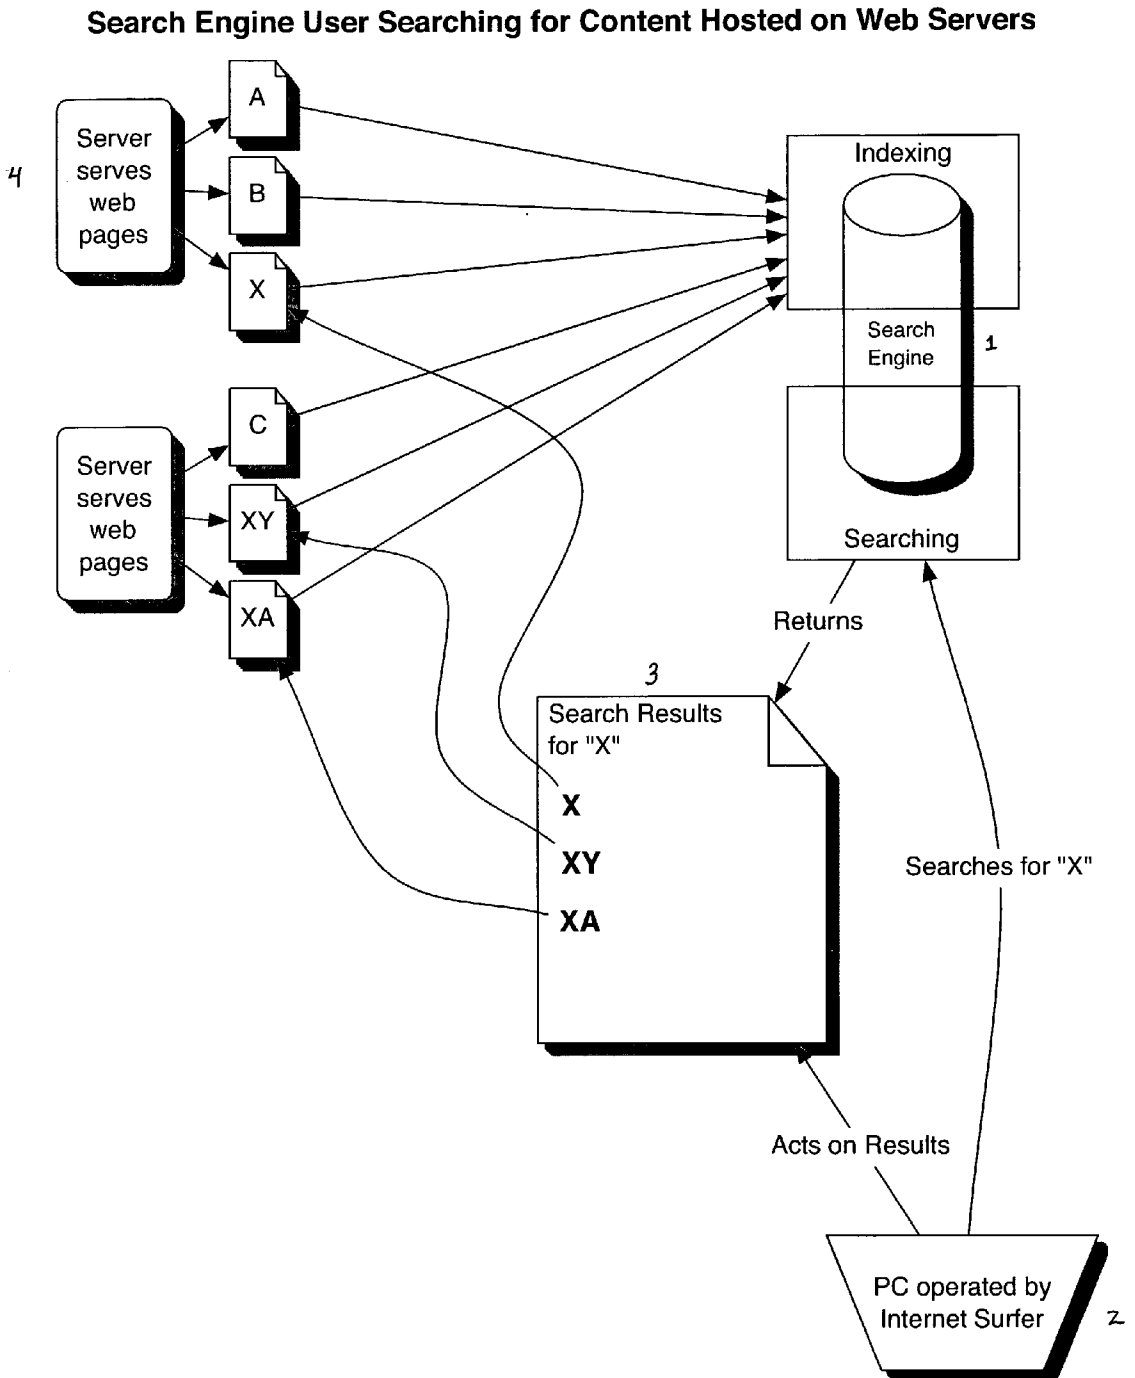 Search Engine User Searching for Content Hosted on Web Servers
4
Server
serves
web
pages
A
B
X
Indexing
Search
Engine
1
Searching
Server
serves
web
pages
C
XY
XA
Returns
3
Search Results
for "X"
X
XY
XA
Searches for "X"
Acts on Results
PC operated by
Internet Surfer
2